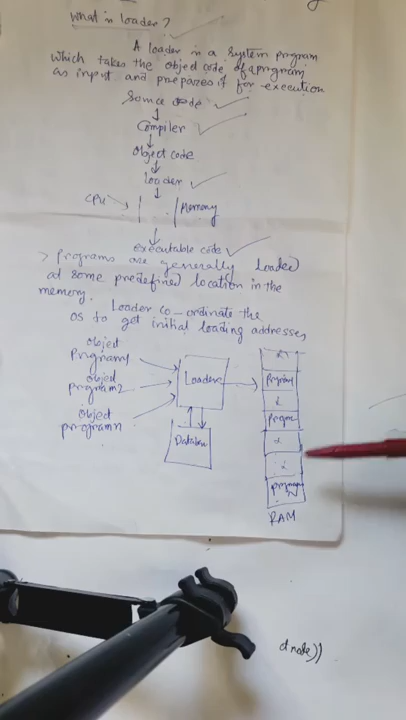 What is loader?
A loader is a system program
which takes the object code of a program
as input and prepares it for execution
Source code
Compiler
Object code
loader
CPU
Memory
executable code
> programs are generally loaded
at some predefined location in the
memory.
Loader co-ordinate the
OS to get initial loading addresses,
object
program1
object
program2
object
program n
Loader
Databse
RAM